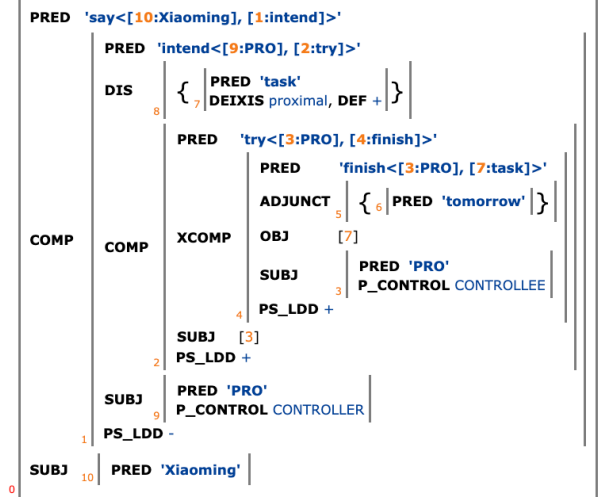 PRED 'say<[10:Xiaoming], [1:intend]>'
PRED 'intend<[9:PRO], [2:try]>'
DIS 8 { 7 PRED 'task'
DEIXIS proximal, DEF + }
PRED 'try<[3:PRO], [4:finish]>'
PRED 'finish<[3:PRO], [7:task]>'
ADJUNCT 5 { 6 PRED 'tomorrow' }
COMP COMP XCOMP OBJ [7]
SUBJ 3 PRED 'PRO'
P_CONTROL CONTROLLEE
4 PS_LDD +
SUBJ [3]
2 PS_LDD +
SUBJ 9 PRED 'PRO'
P_CONTROL CONTROLLER
1 PS_LDD -
0 SUBJ 10 PRED 'Xiaoming'